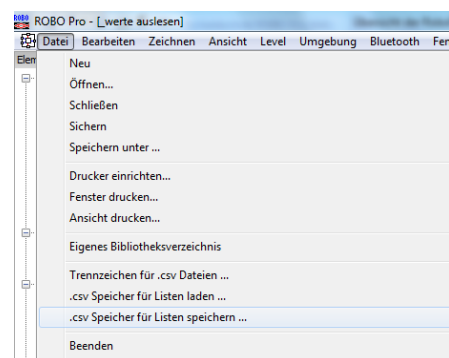 ROBO Pro - [_werte auslesen]
Datei Bearbeiten Zeichnen Ansicht Level Umgebung Bluetooth Fen
Elem
Neu
Öffnen...
Schließen
Sichern
Speichern unter ...
Drucker einrichten...
Fenster drucken...
Ansicht drucken...
Eigenes Bibliotheksverzeichnis
Trennzeichen für .csv Dateien ...
.csv Speicher für Listen laden ...
.csv Speicher für Listen speichern ...
Beenden